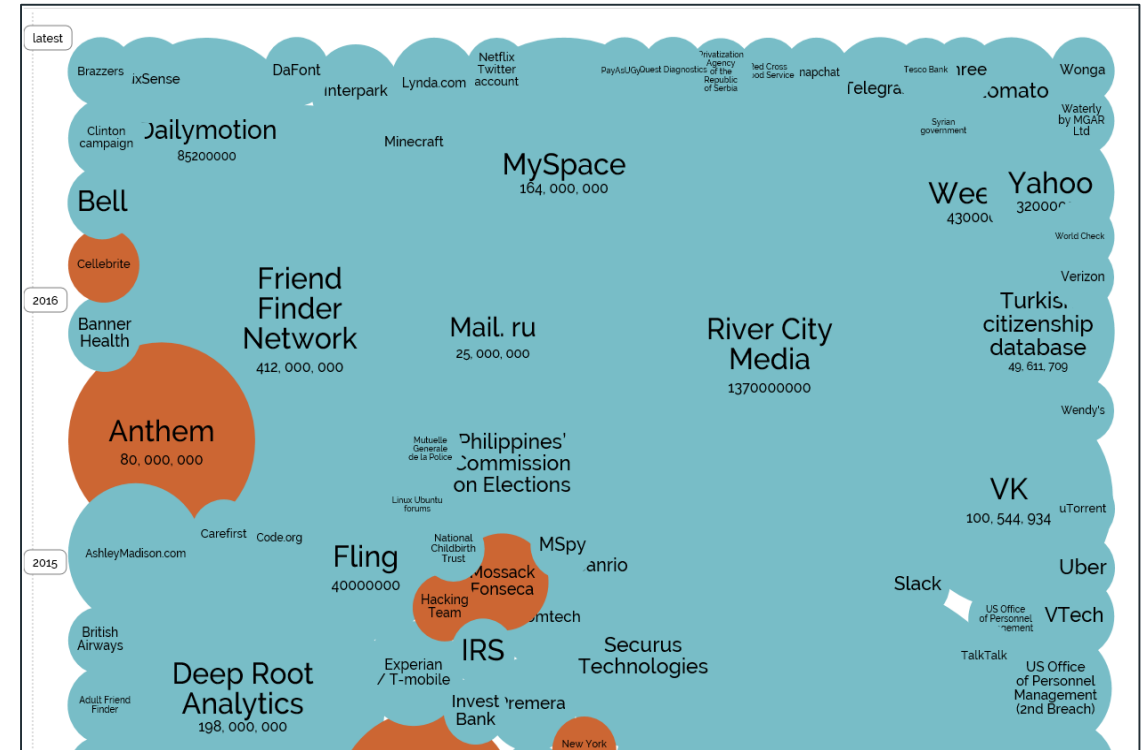 latest
Brazzers
ixSense
DaFont
nterpark
Lynda.com
Netflix
Twitter
account
PayAsUGy
Quest Diagnostics
Privatization
Agency
of the
Republic
of Serbia
Red Cross
od Service
napchat
Telegra
Tesco Bank
hree
omato
Wonga
Clinton
campaign
Dailymotion
85200000
Minecraft
MySpace
164, 000, 000
Syrian
government
Waterly
by MGAR
Ltd
Bell
Wee
4300
Yahoo
32000
World Check
Cellebrite
Friend
Finder
Network
412, 000, 000
Verizon
2016
Banner
Health
Mail. ru
25, 000, 000
River City
Media
1370000000
Turkis
citizenship
database
49, 611, 709
Wendy's
Anthem
80, 000, 000
Mutuelle
Generale
de la Police
Philippines'
Commission
on Elections
Linux Ubuntu
forums
VK
100, 544, 934
uTorrent
Carefirst
Code.org
AshleyMadison.com
2015
Fling
40000000
National
Childbirth
Trust
Mossack
Fonseca
MSpy
anrio
Hacking
Team
omtech
Slack
Uber
US Office
of Personnel
nement
VTech
British
Airways
IRS
Securus
Technologies
TalkTalk
Experian
/ T-mobile
Deep Root
Analytics
198, 000, 000
Adult Friend
Finder
Invest
Bank
Premera
US Office
of Personnel
Management
(2nd Breach)
New York